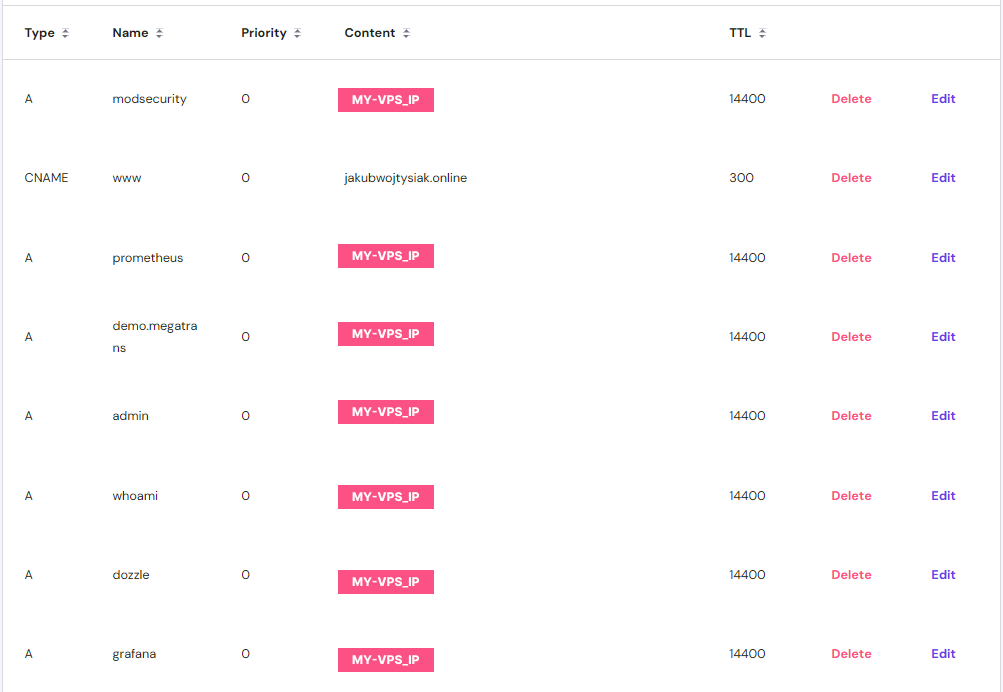 Type Name Priority Content TTL
A modsecurity 0 MY-VPS_IP 14400 Delete Edit
CNAME www 0 jakubwojtysiak.online 300 Delete Edit
A prometheus 0 MY-VPS_IP 14400 Delete Edit
A demo.megatra
ns 0 MY-VPS_IP 14400 Delete Edit
A admin 0 MY-VPS_IP 14400 Delete Edit
A whoami 0 MY-VPS_IP 14400 Delete Edit
A dozzle 0 MY-VPS_IP 14400 Delete Edit
A grafana 0 MY-VPS_IP 14400 Delete Edit